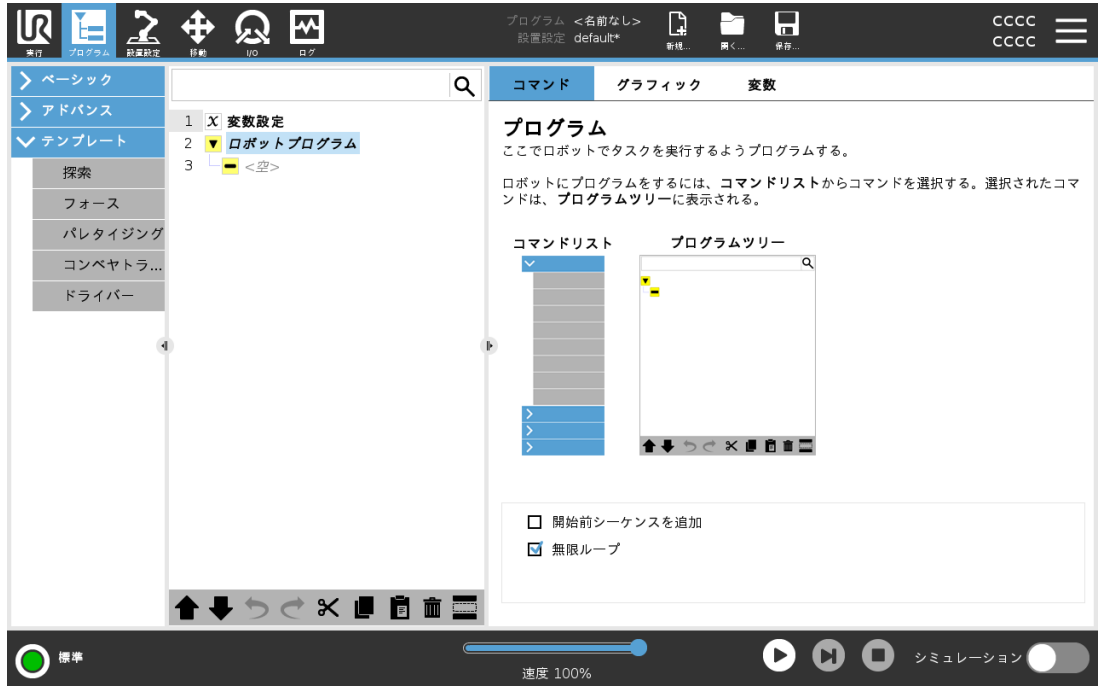 UR
実行
プログラム
設置設定
移動
I/O
ログ
プログラム <名前なし>
設置設定 default*
新規...
開く...
保存...
cccc
cccc
ベーシック
アドバンス
テンプレート
探索
フォース
パレタイジング
コンベヤトラ...
ドライバー
1 X 変数設定
2 ロボットプログラム
3 <空>
コマンド グラフィック 変数
プログラム
ここでロボットでタスクを実行するようプログラムする。
ロボットにプログラムをするには、コマンドリストからコマンドを選択する。選択されたコマ
ンドは、プログラムツリーに表示される。
コマンドリスト プログラムツリー
開始前シーケンスを追加
無限ループ
標準
速度 100%
シミュレーション